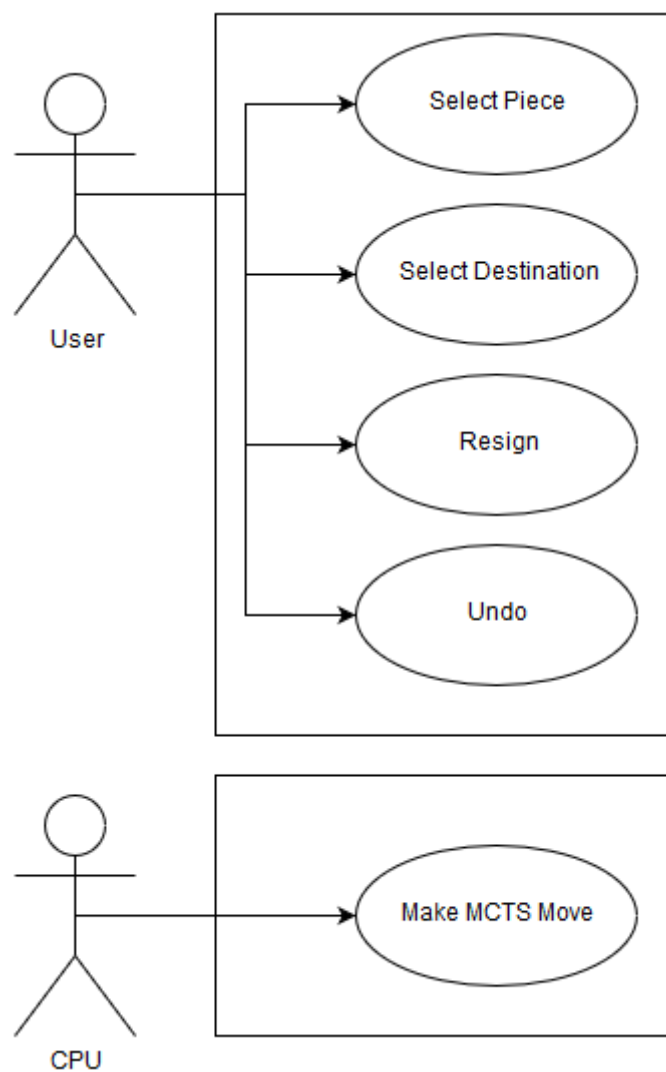 Select Piece
Select Destination
User
Resign
Undo
Make MCTS Move
CPU